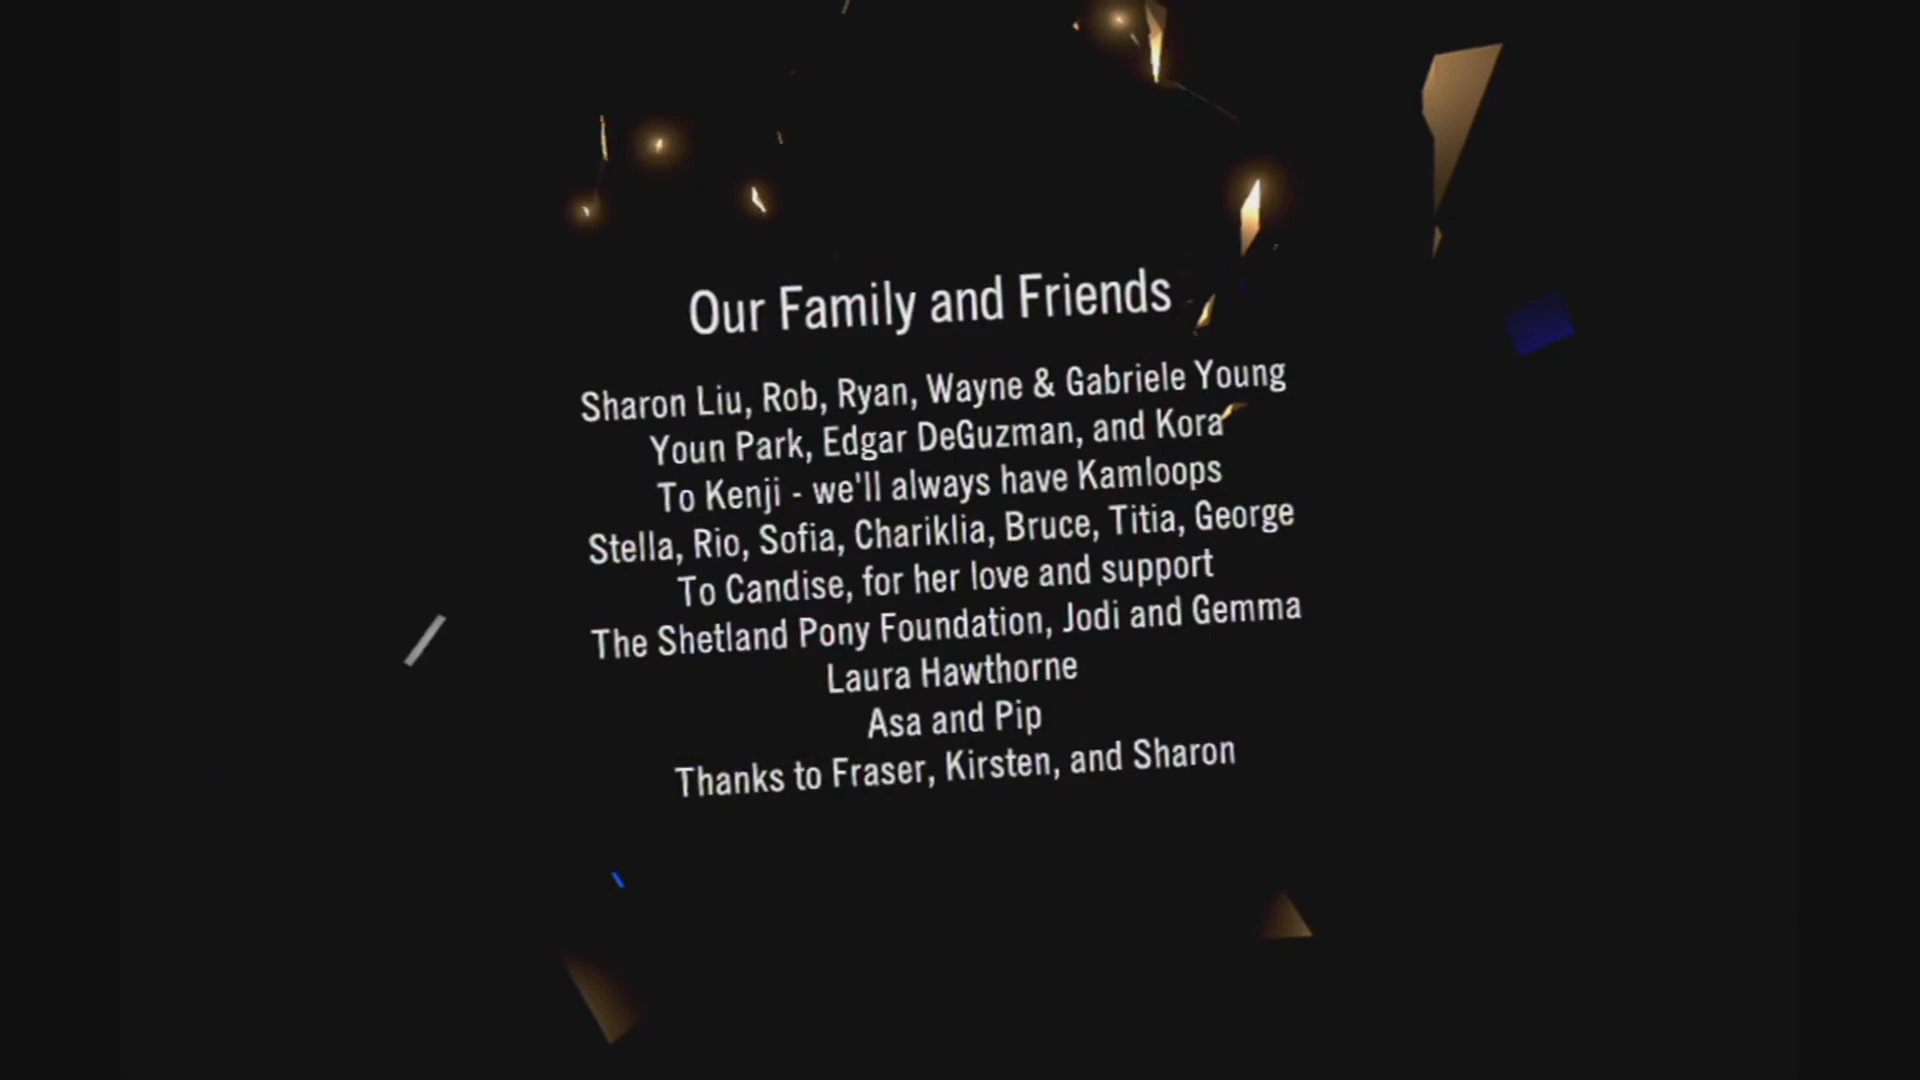 Our Family and Friends
Sharon Liu, Rob, Ryan, Wayne & Gabriele Young
Youn Park, Edgar DeGuzman, and Kora
To Kenji - we'll always have Kamloops
Stella, Rio, Sofia, Chariklia, Bruce, Titia, George
To Candise, for her love and support
The Shetland Pony Foundation, Jodi and Gemma
Laura Hawthorne
Asa and Pip
Thanks to Fraser, Kirsten, and Sharon